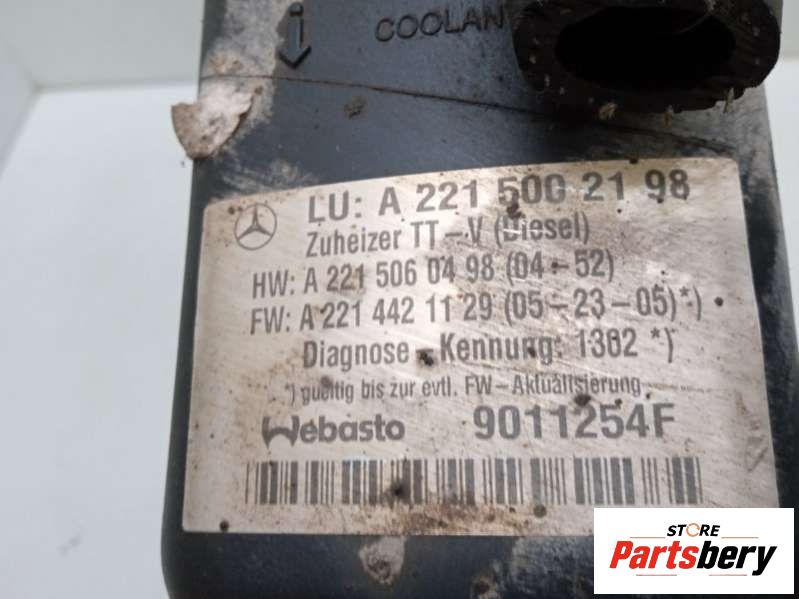 COOLAN
LU: A 221 500 21 98
Zuheizer TT-V (Diesel)
HW: A 221 506 04 98 (04-52)
FW: A 221 442 11 29 (05-23-05)*)
Diagnose - Kennung: 1302 *)
*) gueltig bis zur evtl. FW-Aktualisierung
Webasto 9011254F
STORE
Partsbery